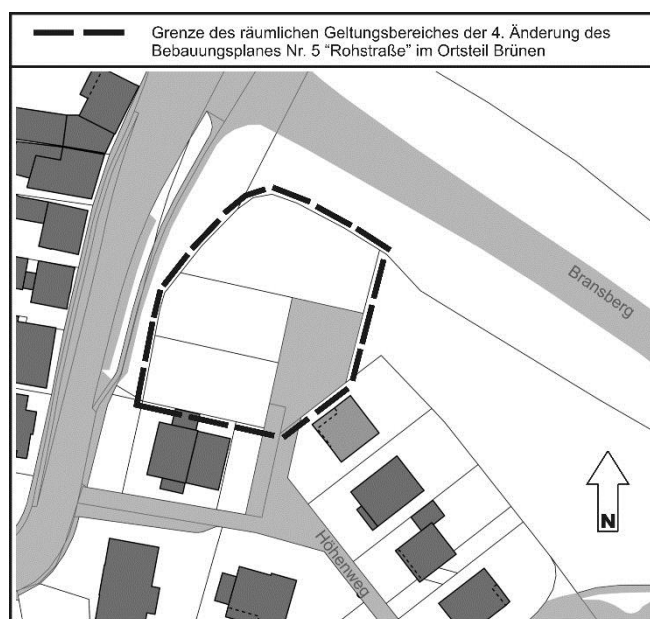 Grenze des räumlichen Geltungsbereiches der 4. Änderung des
Bebauungsplanes Nr. 5 "Rohstraße" im Ortsteil Brünen
Bransberg
N
Höhenweg